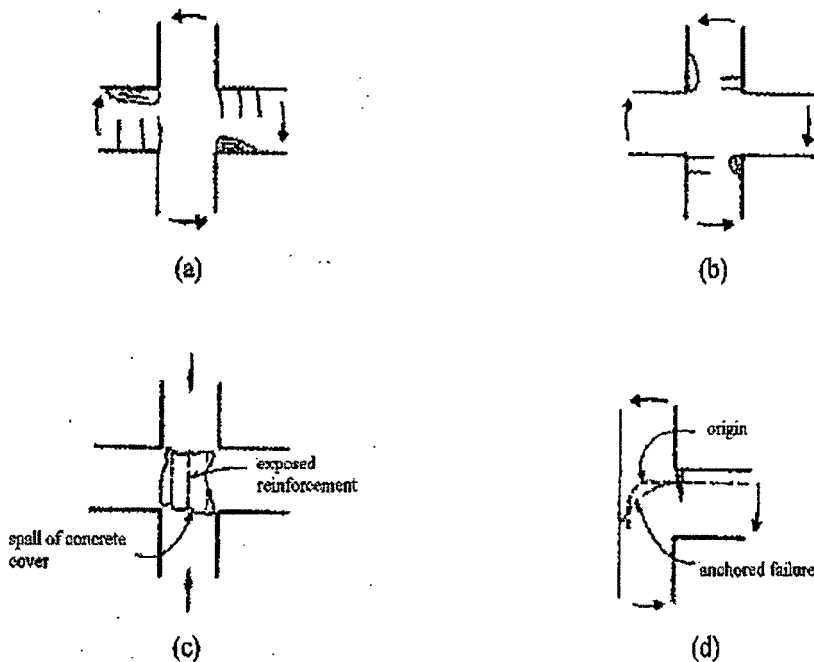 (a)
(b)
exposed
reinforcement
spall of concrete
cover
(c)
origin
anchored failure
(d)